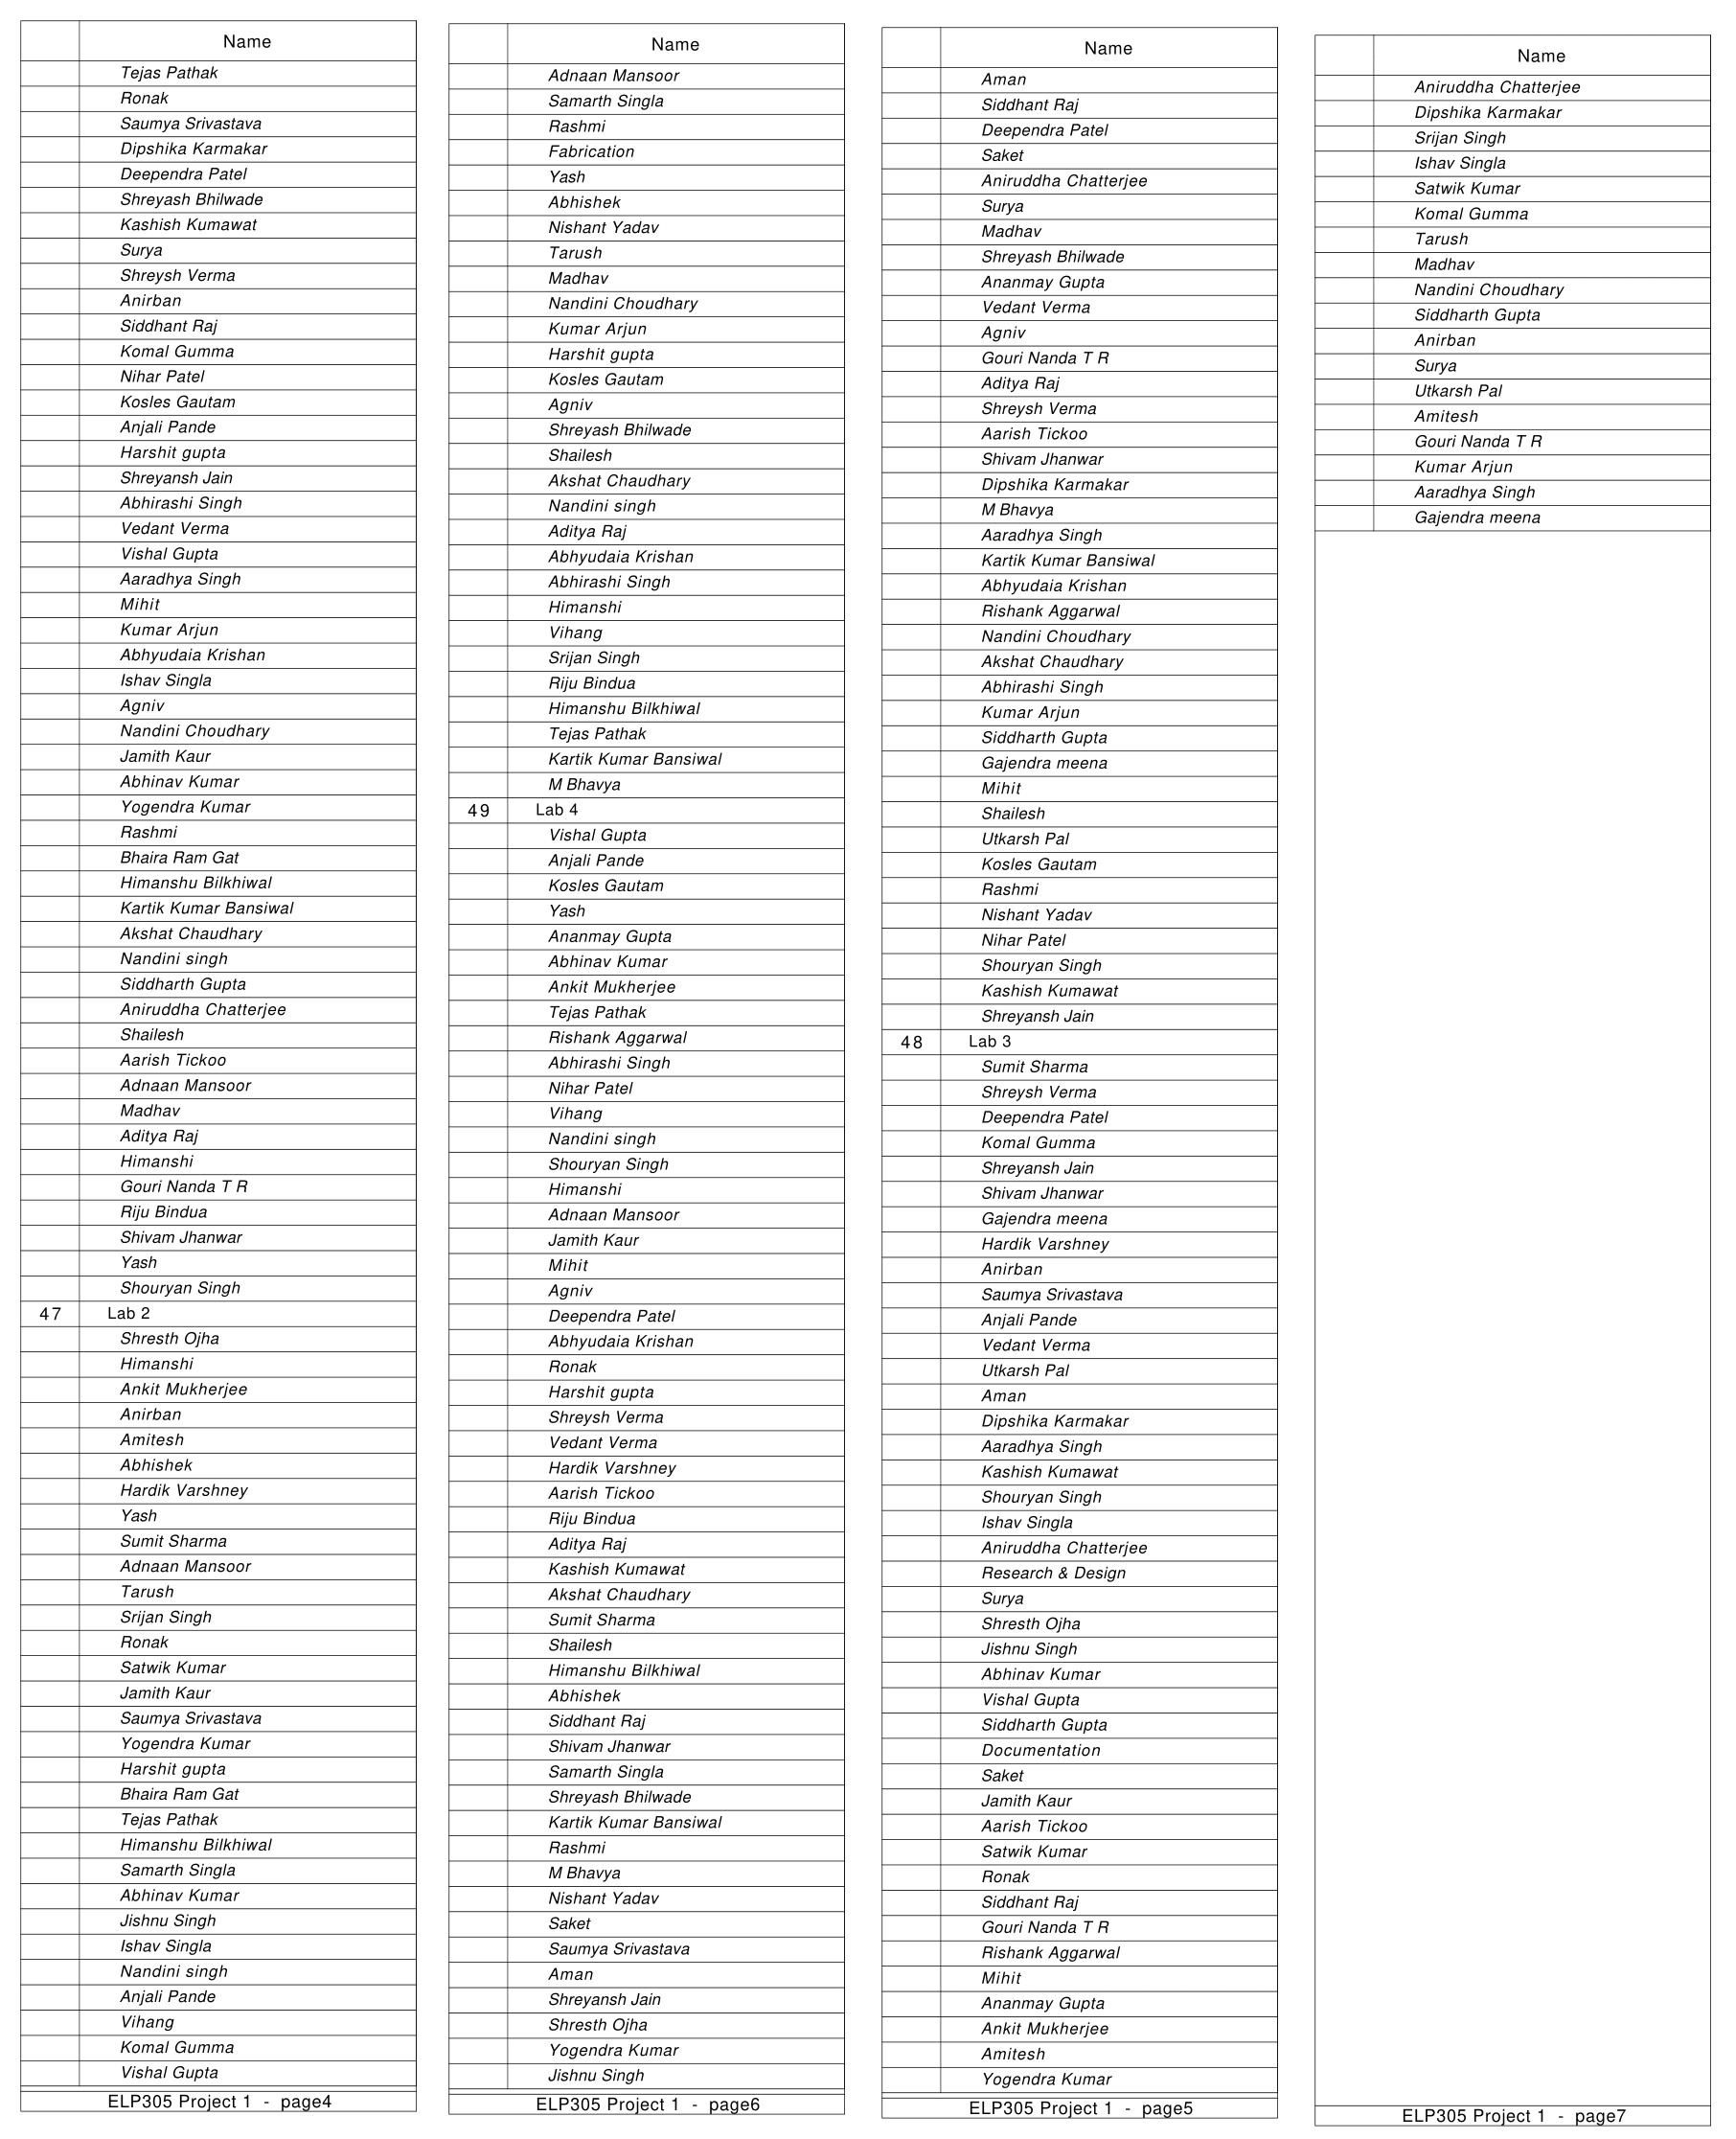 Name
Tejas Pathak
Ronak
Saumya Srivastava
Dipshika Karmakar
Deependra Patel
Shreyash Bhilwade
Kashish Kumawat
Surya
Shreysh Verma
Anirban
Siddhant Raj
Komal Gumma
Nihar Patel
Kosles Gautam
Anjali Pande
Harshit gupta
Shreyansh Jain
Abhirashi Singh
Vedant Verma
Vishal Gupta
Aaradhya Singh
Mihit
Kumar Arjun
Abhyudaia Krishan
Ishav Singla
Agniv
Nandini Choudhary
Jamith Kaur
Abhinav Kumar
Yogendra Kumar
Rashmi
Bhaira Ram Gat
Himanshu Bilkhiwal
Kartik Kumar Bansiwal
Akshat Chaudhary
Nandini singh
Siddharth Gupta
Aniruddha Chatterjee
Shailesh
Aarish Tickoo
Adnaan Mansoor
Madhav
Aditya Raj
Himanshi
Gouri Nanda T R
Riju Bindua
Shivam Jhanwar
Yash
Shouryan Singh
47 Lab 2
Shresth Ojha
Himanshi
Ankit Mukherjee
Anirban
Amitesh
Abhishek
Hardik Varshney
Yash
Sumit Sharma
Adnaan Mansoor
Tarush
Srijan Singh
Ronak
Satwik Kumar
Jamith Kaur
Saumya Srivastava
Yogendra Kumar
Harshit gupta
Bhaira Ram Gat
Tejas Pathak
Himanshu Bilkhiwal
Samarth Singla
Abhinav Kumar
Jishnu Singh
Ishav Singla
Nandini singh
Anjali Pande
Vihang
Komal Gumma
Vishal Gupta
ELP305 Project 1 - page4
Name
Adnaan Mansoor
Samarth Singla
Rashmi
Fabrication
Yash
Abhishek
Nishant Yadav
Tarush
Madhav
Nandini Choudhary
Kumar Arjun
Harshit gupta
Kosles Gautam
Agniv
Shreyash Bhilwade
Shailesh
Akshat Chaudhary
Nandini singh
Aditya Raj
Abhyudaia Krishan
Abhirashi Singh
Himanshi
Vihang
Srijan Singh
Riju Bindua
Himanshu Bilkhiwal
Tejas Pathak
Kartik Kumar Bansiwal
M Bhavya
49 Lab 4
Vishal Gupta
Anjali Pande
Kosles Gautam
Yash
Ananmay Gupta
Abhinav Kumar
Ankit Mukherjee
Tejas Pathak
Rishank Aggarwal
Abhirashi Singh
Nihar Patel
Vihang
Nandini singh
Shouryan Singh
Himanshi
Adnaan Mansoor
Jamith Kaur
Mihit
Agniv
Deependra Patel
Abhyudaia Krishan
Ronak
Harshit gupta
Shreysh Verma
Vedant Verma
Hardik Varshney
Aarish Tickoo
Riju Bindua
Aditya Raj
Kashish Kumawat
Akshat Chaudhary
Sumit Sharma
Shailesh
Himanshu Bilkhiwal
Abhishek
Siddhant Raj
Shivam Jhanwar
Samarth Singla
Shreyash Bhilwade
Kartik Kumar Bansiwal
Rashmi
M Bhavya
Nishant Yadav
Saket
Saumya Srivastava
Aman
Shreyansh Jain
Shresth Ojha
Yogendra Kumar
Jishnu Singh
ELP305 Project 1 - page6
Name
Aman
Siddhant Raj
Deependra Patel
Saket
Aniruddha Chatterjee
Surya
Madhav
Shreyash Bhilwade
Ananmay Gupta
Vedant Verma
Agniv
Gouri Nanda T R
Aditya Raj
Shreysh Verma
Aarish Tickoo
Shivam Jhanwar
Dipshika Karmakar
M Bhavya
Aaradhya Singh
Kartik Kumar Bansiwal
Abhyudaia Krishan
Rishank Aggarwal
Nandini Choudhary
Akshat Chaudhary
Abhirashi Singh
Kumar Arjun
Siddharth Gupta
Gajendra meena
Mihit
Shailesh
Utkarsh Pal
Kosles Gautam
Rashmi
Nishant Yadav
Nihar Patel
Shouryan Singh
Kashish Kumawat
Shreyansh Jain
48 Lab 3
Sumit Sharma
Shreysh Verma
Deependra Patel
Komal Gumma
Shreyansh Jain
Shivam Jhanwar
Gajendra meena
Hardik Varshney
Anirban
Saumya Srivastava
Anjali Pande
Vedant Verma
Utkarsh Pal
Aman
Dipshika Karmakar
Aaradhya Singh
Kashish Kumawat
Shouryan Singh
Ishav Singla
Aniruddha Chatterjee
Research & Design
Surya
Shresth Ojha
Jishnu Singh
Abhinav Kumar
Vishal Gupta
Siddharth Gupta
Documentation
Saket
Jamith Kaur
Aarish Tickoo
Satwik Kumar
Ronak
Siddhant Raj
Gouri Nanda T R
Rishank Aggarwal
Mihit
Ananmay Gupta
Ankit Mukherjee
Amitesh
Yogendra Kumar
ELP305 Project 1 - page5
Name
Aniruddha Chatterjee
Dipshika Karmakar
Srijan Singh
Ishav Singla
Satwik Kumar
Komal Gumma
Tarush
Madhav
Nandini Choudhary
Siddharth Gupta
Anirban
Surya
Utkarsh Pal
Amitesh
Gouri Nanda T R
Kumar Arjun
Aaradhya Singh
Gajendra meena
ELP305 Project 1 - page7